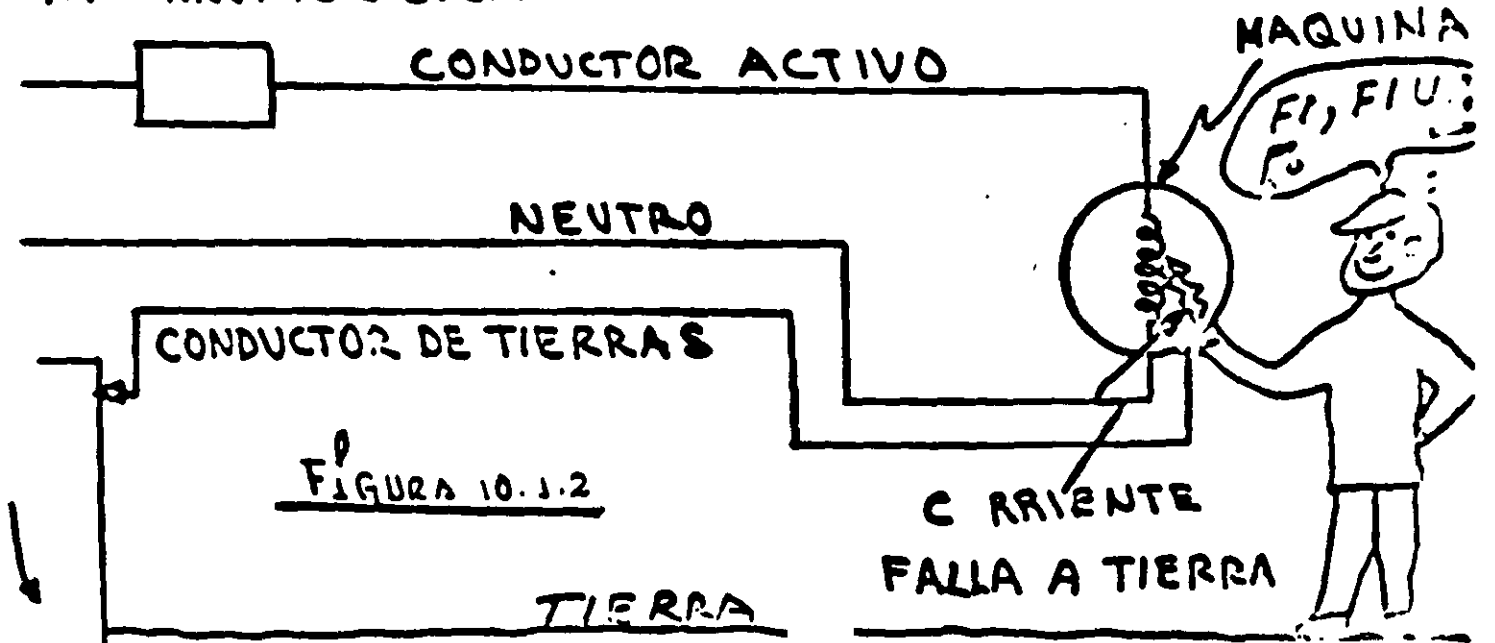 MAQUINA
CONDUCTOR ACTIVO
FI, FIU
NEUTRO
CONDUCTOR DE TIERRAS
FIGURA 10.1.2
C RRIENTE
FALLA A TIERRA
TIERRA